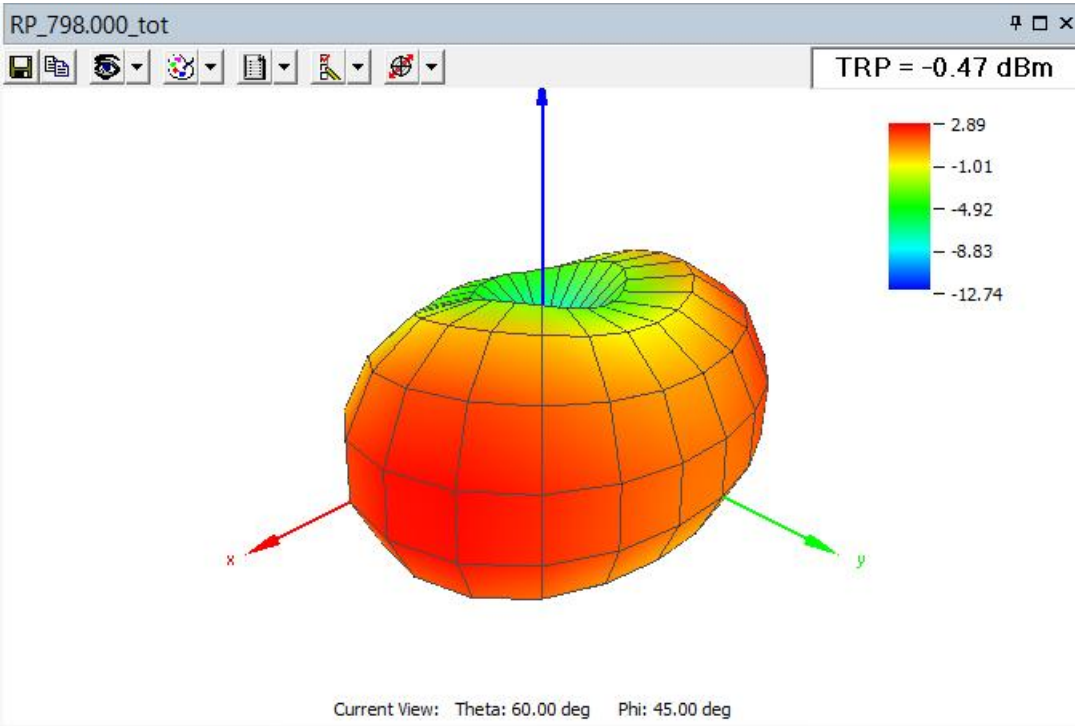 RP_798.000_tot
TRP = -0.47 dBm
2.89
-1.01
-4.92
-8.83
-12.74
x
y
Current View: Theta: 60.00 deg Phi: 45.00 deg